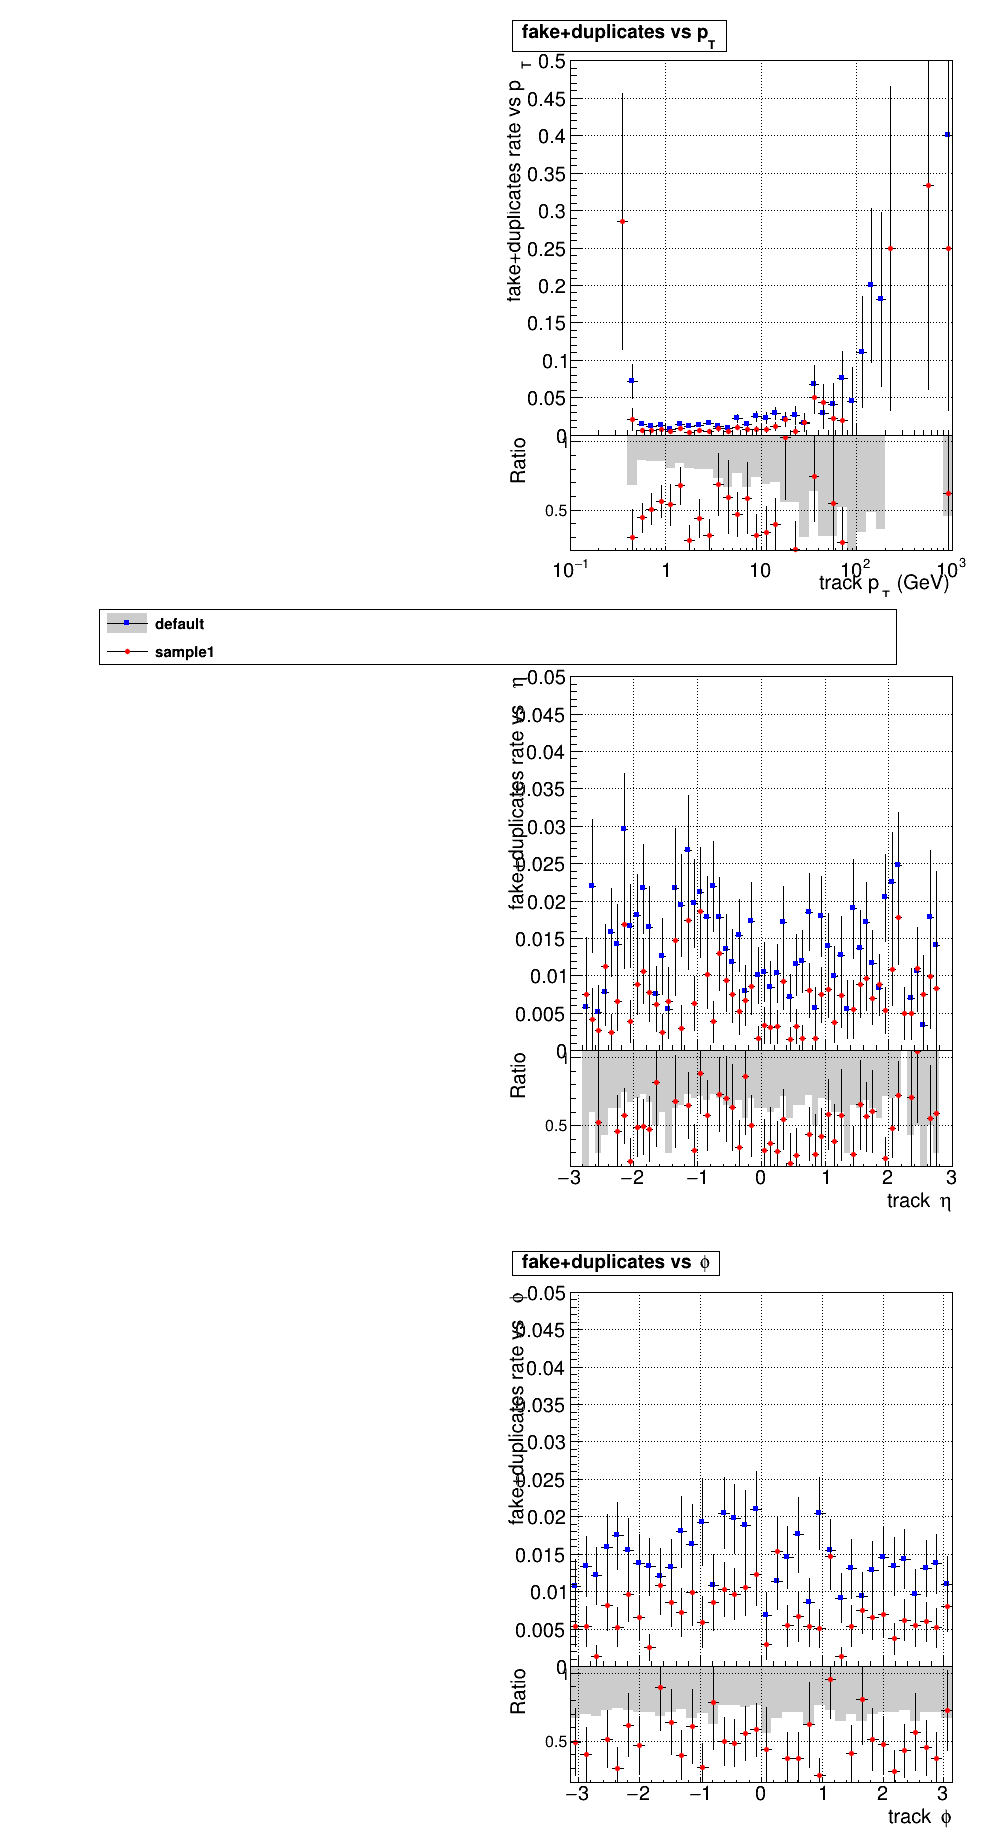 fake+duplicates vs p_T
fake+duplicates rate vs p_T
0.5
0.45
0.4
0.35
0.3
0.25
0.2
0.15
0.1
0.05
0
Ratio
1
0.5
10⁻¹ 1 10 10² 10³
track p_T (GeV)
default
sample1
fake+duplicates rate vs η
0.05
0.045
0.04
0.035
0.03
0.025
0.02
0.015
0.01
0.005
0
Ratio
1
0.5
−3 −2 −1 0 1 2 3
track η
fake+duplicates vs ϕ
fake+duplicates rate vs ϕ
0.05
0.045
0.04
0.035
0.03
0.025
0.02
0.015
0.01
0.005
0
Ratio
1
0.5
−3 −2 −1 0 1 2 3
track ϕ